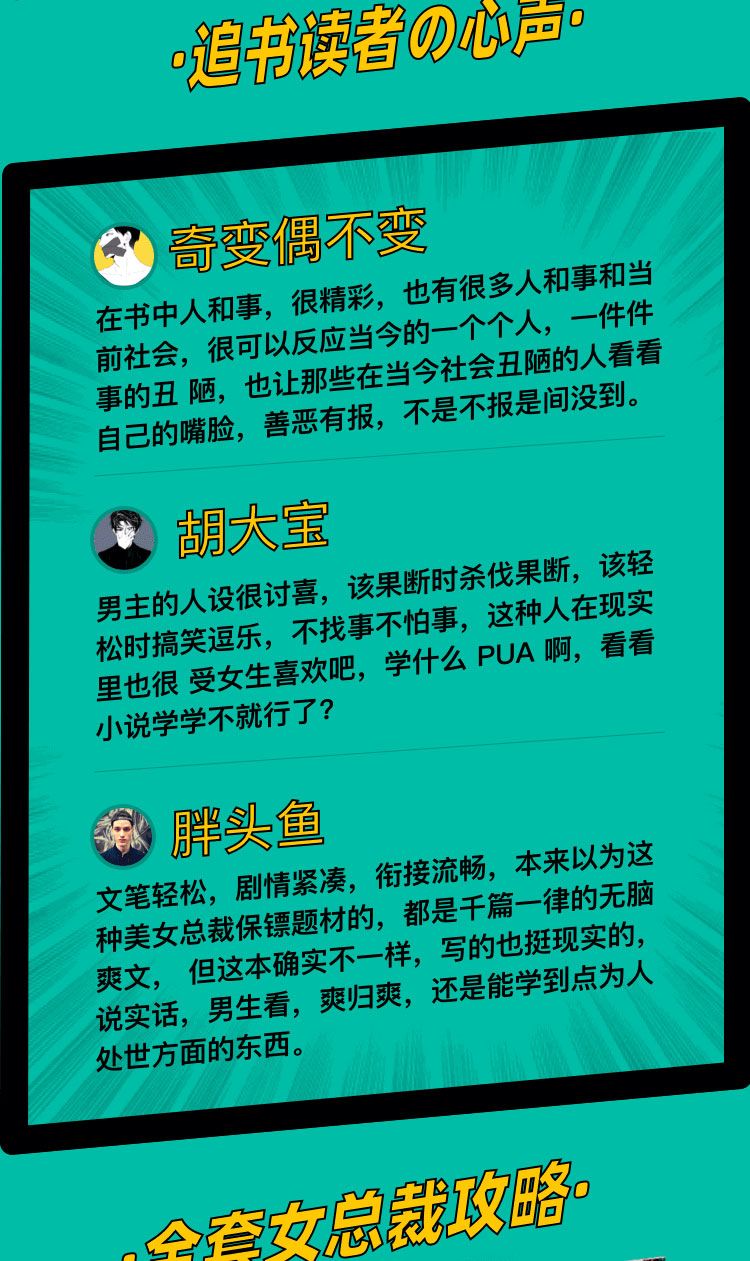 ·追书读者の心声·
奇变偶不变
在书中人和事，很精彩，也有很多人和事和当
前社会，很可以反应当今的一个个人，一件件
事的丑 陋，也让那些在当今社会丑陋的人看看
自己的嘴脸，善恶有报，不是不报是间没到。
胡大宝
男主的人设很讨喜，该果断时杀伐果断，该轻
松时搞笑逗乐，不找事不怕事，这种人在现实
里也很 受女生喜欢吧，学什么 PUA 啊，看看
小说学学不就行了?
胖头鱼
文笔轻松，剧情紧凑，衔接流畅，本来以为这
种美女总裁保镖题材的，都是千篇一律的无脑
爽文， 但这本确实不一样，写的也挺现实的，
说实话，男生看，爽归爽，还是能学到点为人
处世方面的东西。
·全套女总裁攻略·